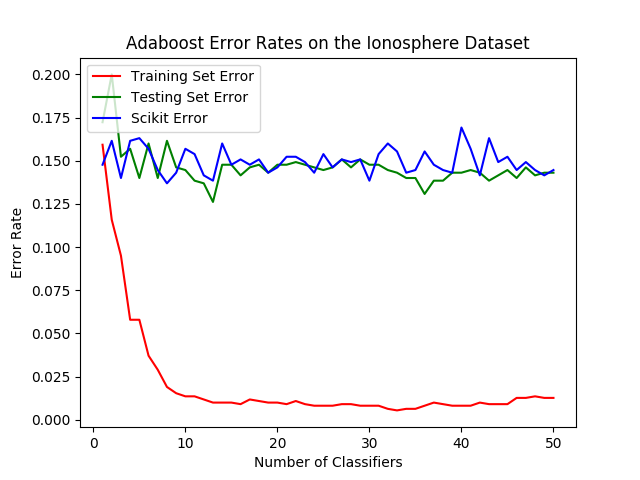 Adaboost Error Rates on the Ionosphere Dataset
Training Set Error
Testing Set Error
Scikit Error
0.200
0.175
0.150
0.125
0.100
0.075
0.050
0.025
0.000
Error Rate
0 10 20 30 40 50
Number of Classifiers